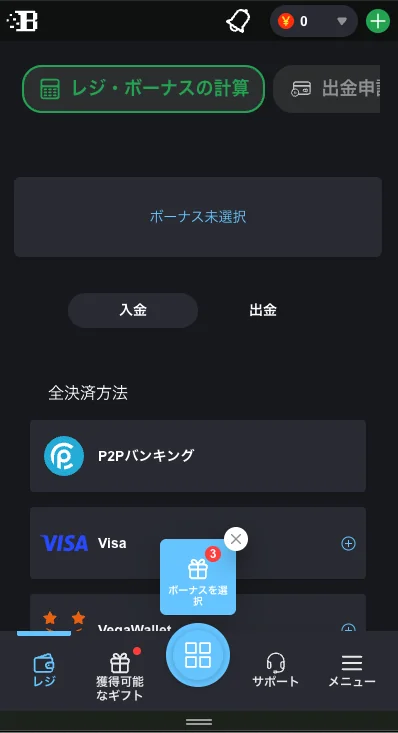 B
0
レジ・ボーナスの計算
出金申
ボーナス未選択
入金
出金
全決済方法
P2Pバンキング
VISA
Visa
3
ボーナスを選
択
VegaWallet
レジ
獲得可能
なギフト
サポート
メニュー